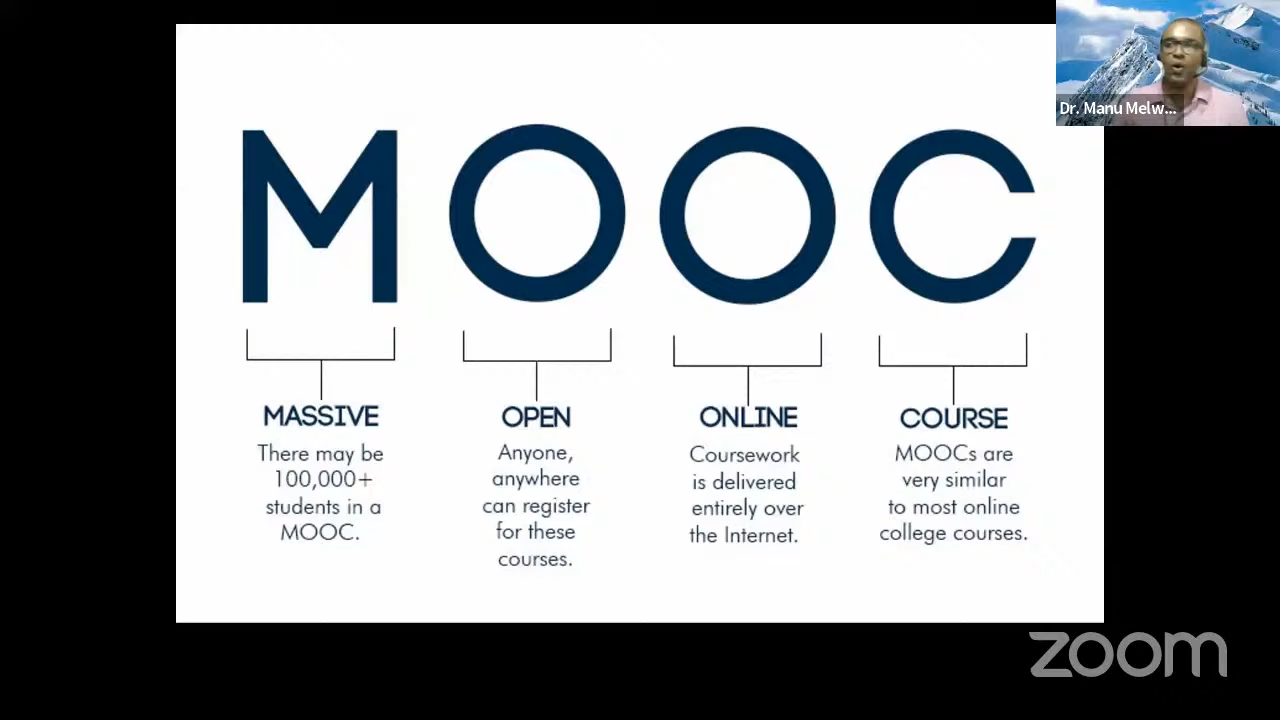 MOOC
MASSIVE
There may be
100,000+
students in a
MOOC.
OPEN
Anyone,
anywhere
can register
for these
courses.
ONLINE
Coursework
is delivered
entirely over
the Internet.
COURSE
MOOCs are
very similar
to most online
college courses.
Dr. Manu Melw...
zoom